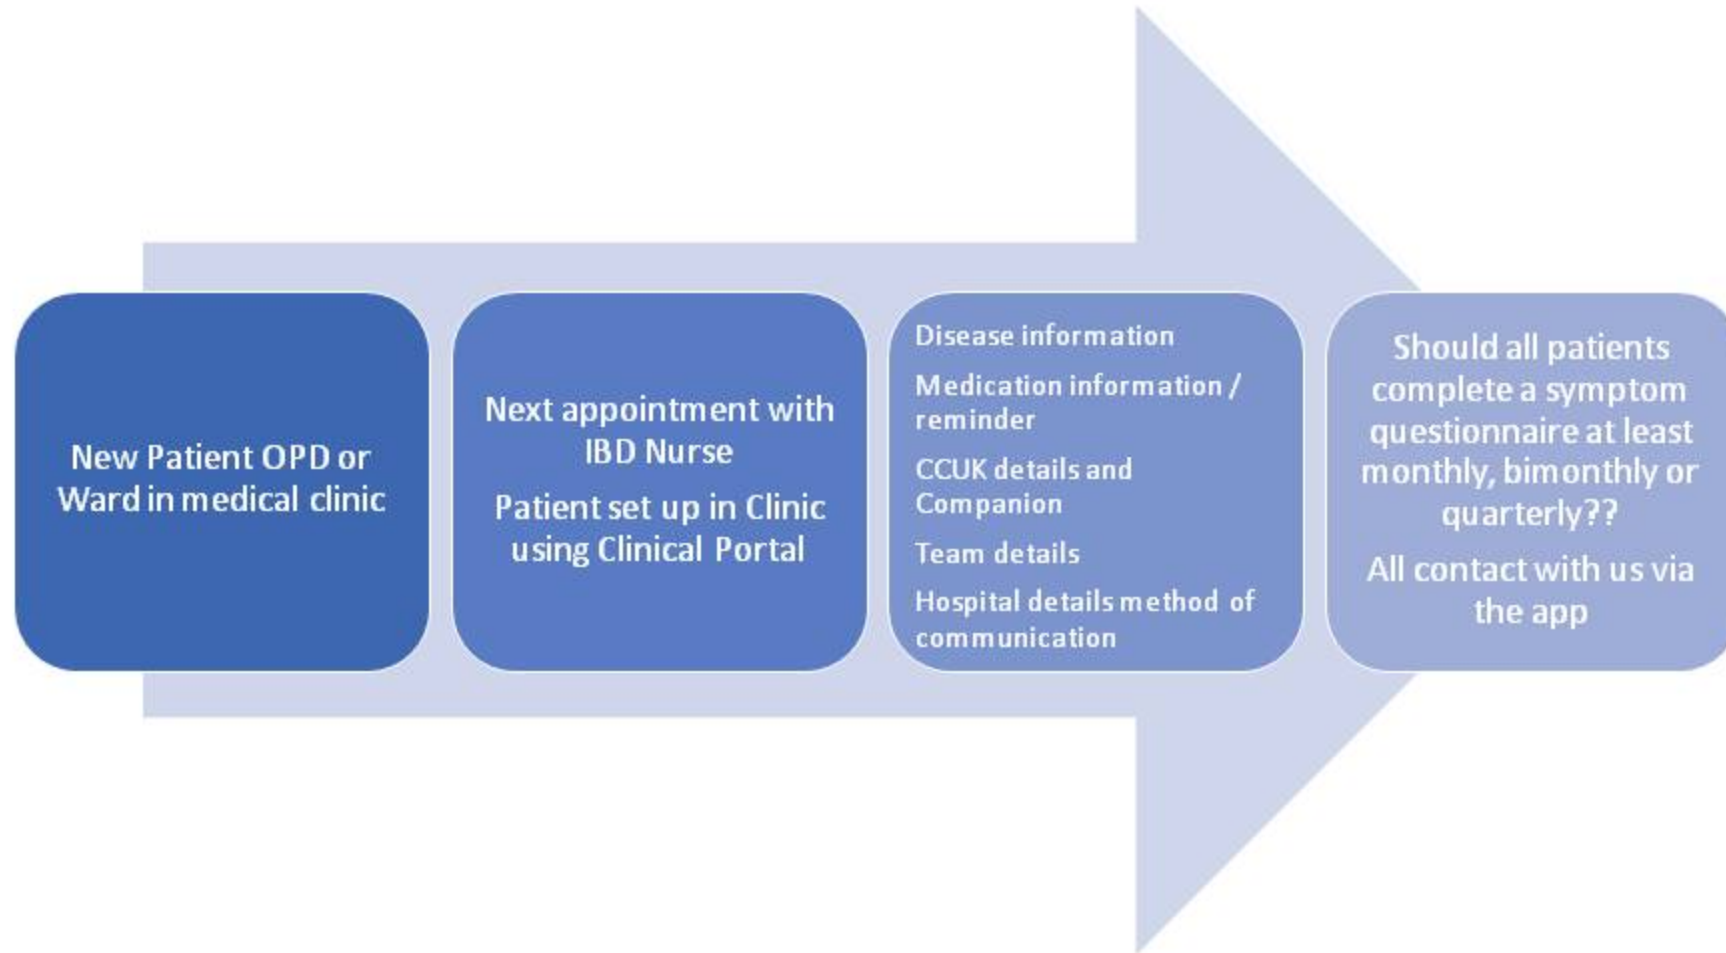 New Patient OPD or
Ward in medical clinic
Next appointment with
IBD Nurse
Patient set up in Clinic
using Clinical Portal
Disease information
Medication information /
reminder
CCUK details and
Companion
Team details
Hospital details method of
communication
Should all patients
complete a symptom
questionnaire at least
monthly, bimonthly or
quarterly??
All contact with us via
the app